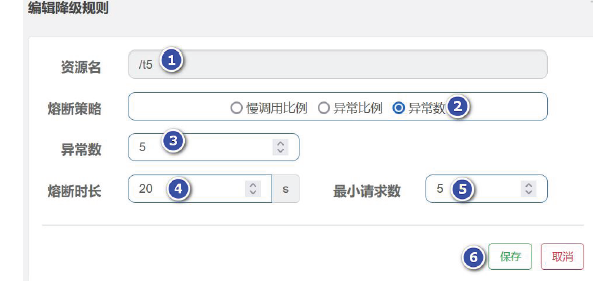 编辑降级规则
资源名 /t5 1
熔断策略 慢调用比例 异常比例 异常数 2
异常数 5 3
熔断时长 20 4 s 最小请求数 5 5
6 保存 取消